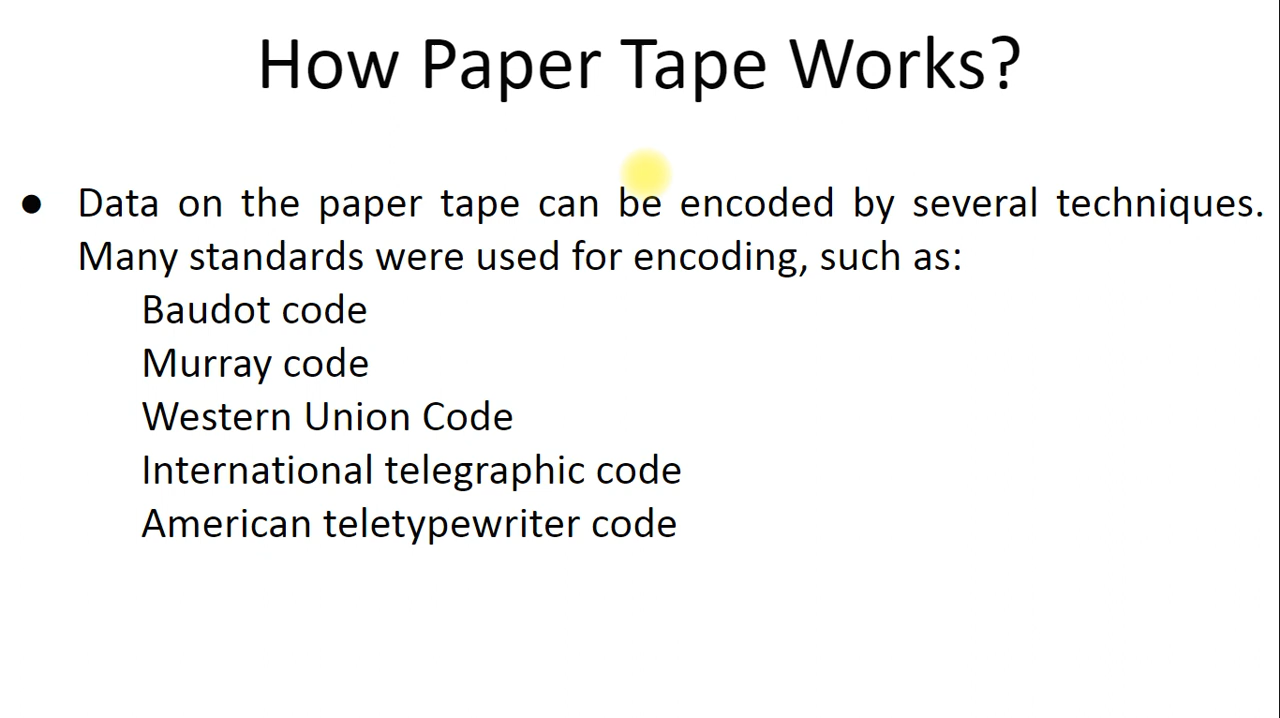 How Paper Tape Works?
● Data on the paper tape can be encoded by several techniques.
Many standards were used for encoding, such as:
Baudot code
Murray code
Western Union Code
International telegraphic code
American teletypewriter code